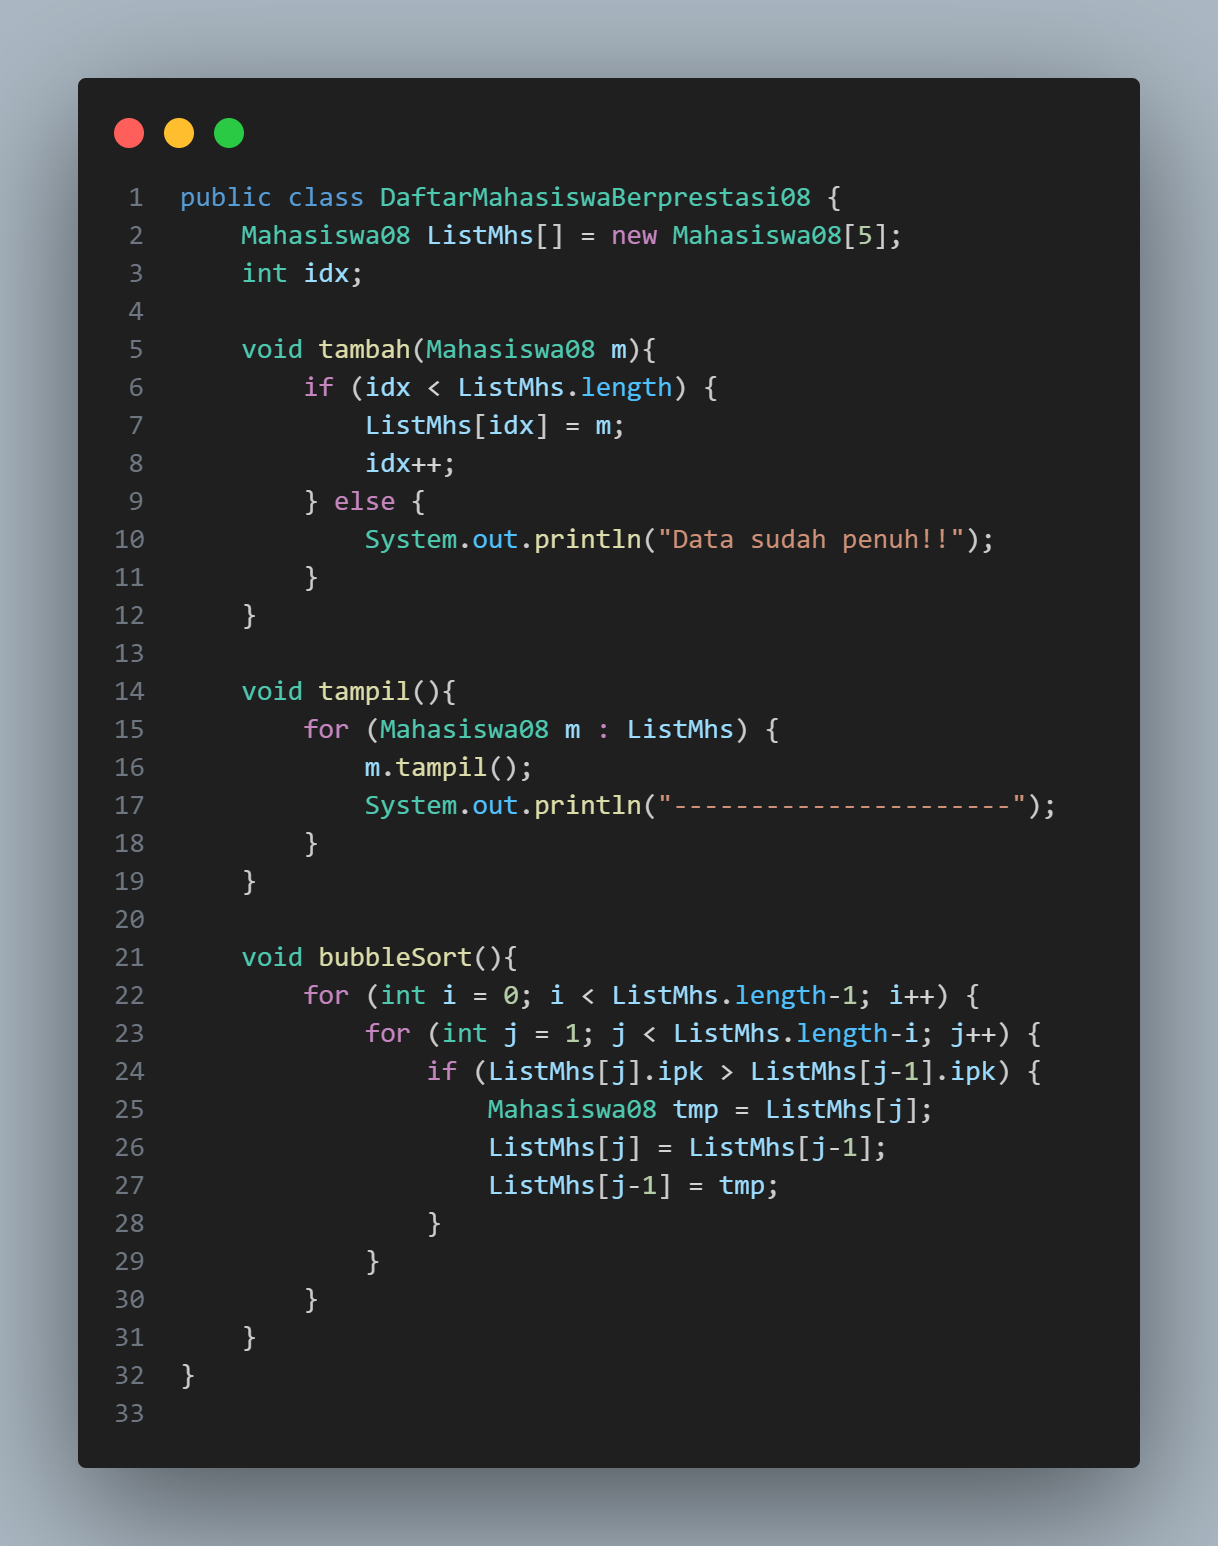 1 public class DaftarMahasiswaBerprestasi08 {
2     Mahasiswa08 ListMhs[] = new Mahasiswa08[5];
3     int idx;
4
5     void tambah(Mahasiswa08 m){
6         if (idx < ListMhs.length) {
7             ListMhs[idx] = m;
8             idx++;
9         } else {
10             System.out.println("Data sudah penuh!!");
11         }
12     }
13
14     void tampil(){
15         for (Mahasiswa08 m : ListMhs) {
16             m.tampil();
17             System.out.println("----------------------");
18         }
19     }
20
21     void bubbleSort(){
22         for (int i = 0; i < ListMhs.length-1; i++) {
23             for (int j = 1; j < ListMhs.length-i; j++) {
24                 if (ListMhs[j].ipk > ListMhs[j-1].ipk) {
25                     Mahasiswa08 tmp = ListMhs[j];
26                     ListMhs[j] = ListMhs[j-1];
27                     ListMhs[j-1] = tmp;
28                 }
29             }
30         }
31     }
32 }
33